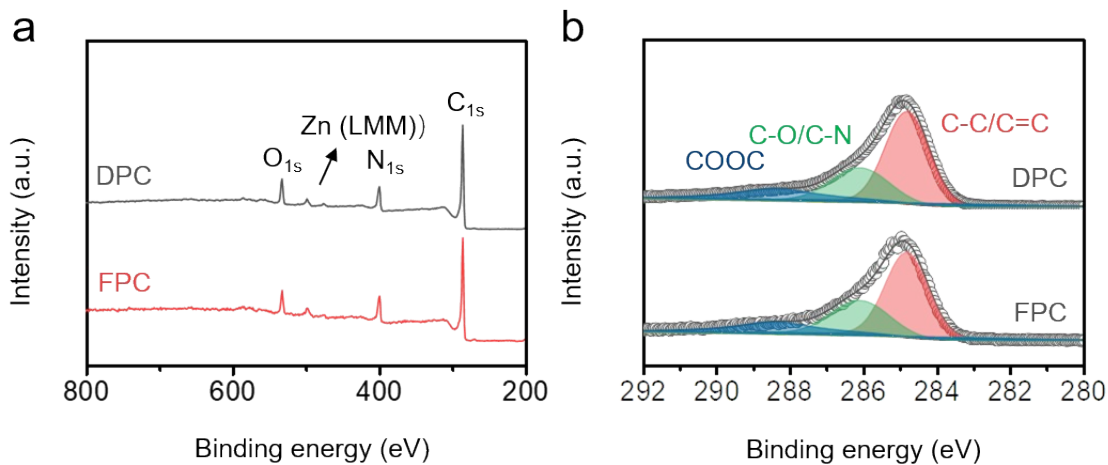 a
C1s
Zn (LMM))
O1s
N1s
DPC
FPC
Intensity (a.u.)
800
600
400
200
Binding energy (eV)
b
C-C/C=C
C-O/C-N
COOC
DPC
FPC
Intensity (a.u.)
292
290
288
286
284
282
280
Binding energy (eV)